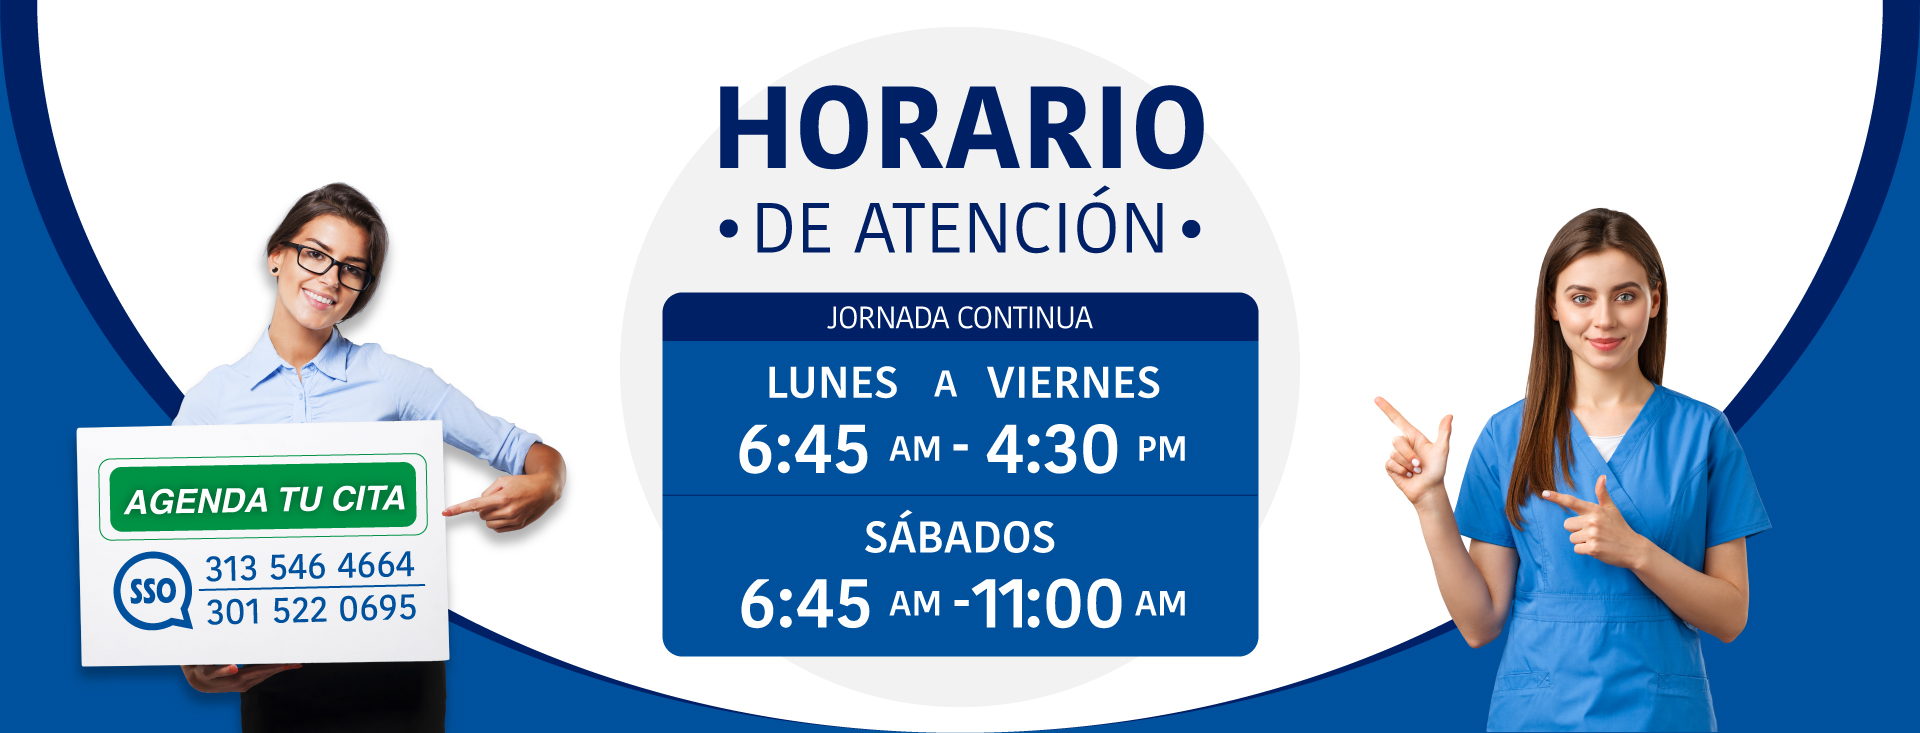 HORARIO
• DE ATENCIÓN •
JORNADA CONTINUA
LUNES A VIERNES
6:45 AM - 4:30 PM
SÁBADOS
6:45 AM -11:00 AM
AGENDA TU CITA
SSO
313 546 4664
301 522 0695